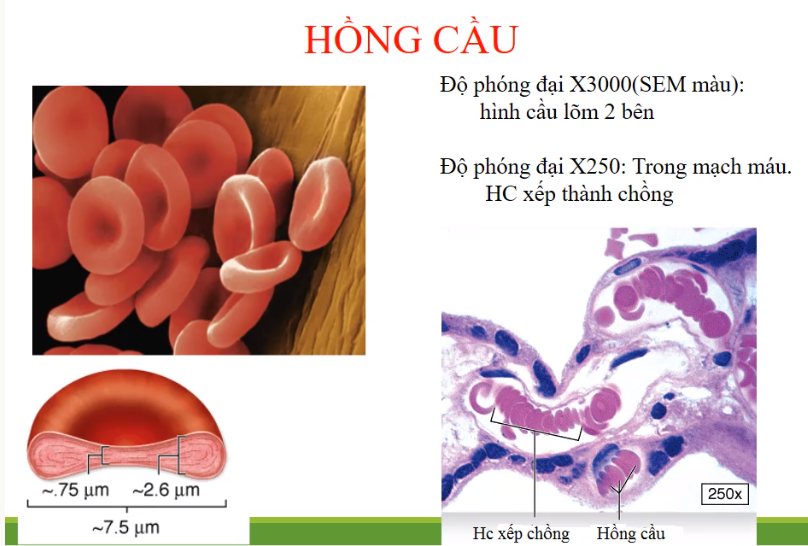 HỒNG CẦU
Độ phóng đại X3000(SEM màu):
hình cầu lõm 2 bên
Độ phóng đại X250: Trong mạch máu.
HC xếp thành chồng
~.75 µm
~2.6 µm
~7.5 µm
250x
Hc xếp chồng
Hồng cầu